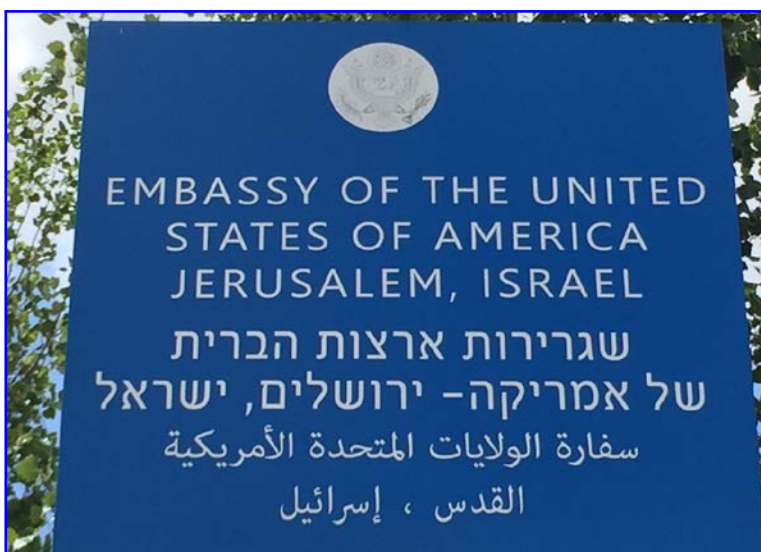 EMBASSY OF THE UNITED
STATES OF AMERICA
JERUSALEM, ISRAEL
שגרירות ארצות הברית
של אמריקה- ירושלים, ישראל
سفارة الولايات المتحدة الأمريكية
القدس ، إسرائيل